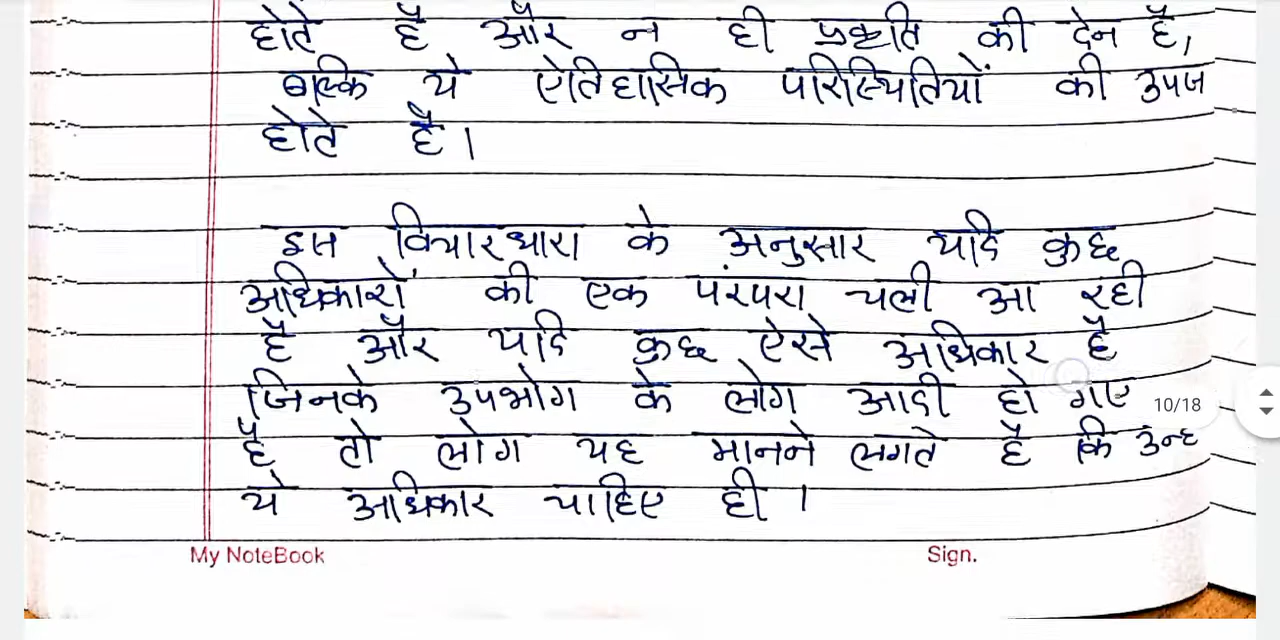 होते है और न ही प्रकृति की देन है,
बल्कि ये ऐतिहासिक परिस्थितियों की उपज
होते है।
इस विचारधारा के अनुसार यदि कुछ
अधिकारों की एक परंपरा चली आ रही
है और यदि कुछ ऐसे अधिकार है
जिनके उपभोग के लोग आदी हो गए
है तो लोग यह मानने लगते है कि उन्ह
ये अधिकार चाहिए ही।
10/18
My NoteBook Sign.